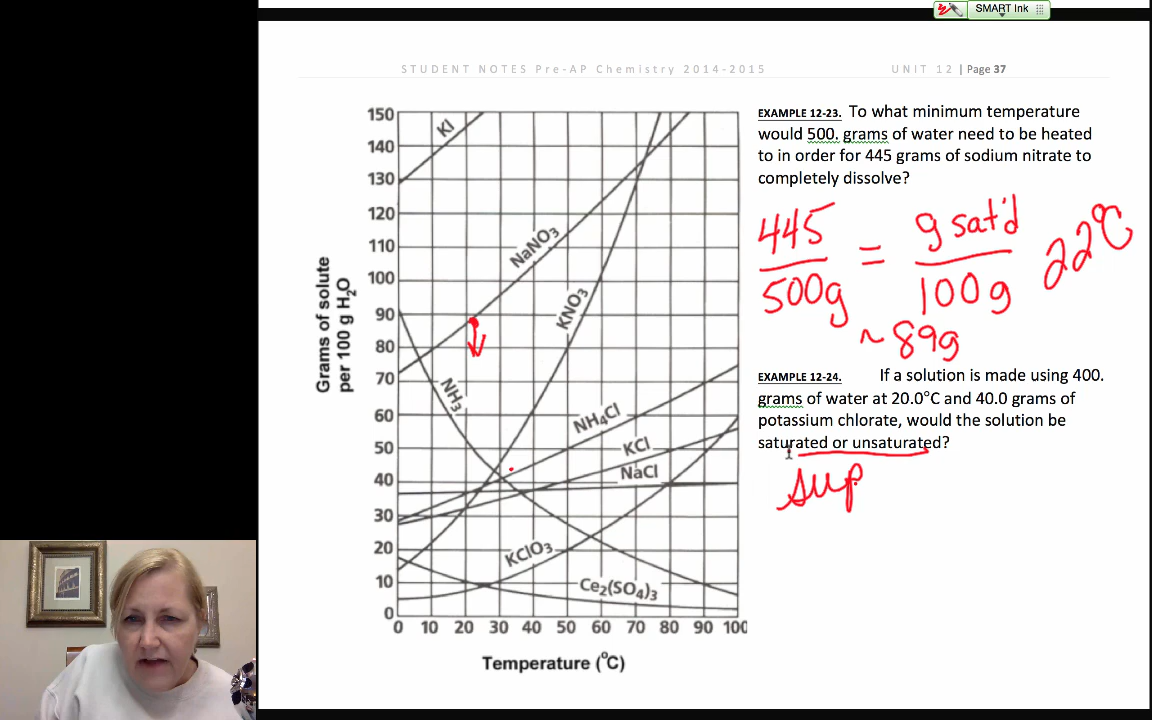 SMART Ink
STUDENT NOTES Pre-AP Chemistry 2014-2015
UNIT 12 | Page 37
150
140
130
120
110
100
90
80
70
60
50
40
30
20
10
0
Grams of solute
per 100 g H₂O
KI
NaNO₃
KNO₃
NH₃
NH₄Cl
KCl
NaCl
KClO₃
Ce₂(SO₄)₃
0 10 20 30 40 50 60 70 80 90 100
Temperature (°C)
EXAMPLE 12-23. To what minimum temperature
would 500. grams of water need to be heated
to in order for 445 grams of sodium nitrate to
completely dissolve?
445 = g sat'd 22°C
500g 100g
~89g
EXAMPLE 12-24. If a solution is made using 400.
grams of water at 20.0°C and 40.0 grams of
potassium chlorate, would the solution be
saturated or unsaturated?
sup